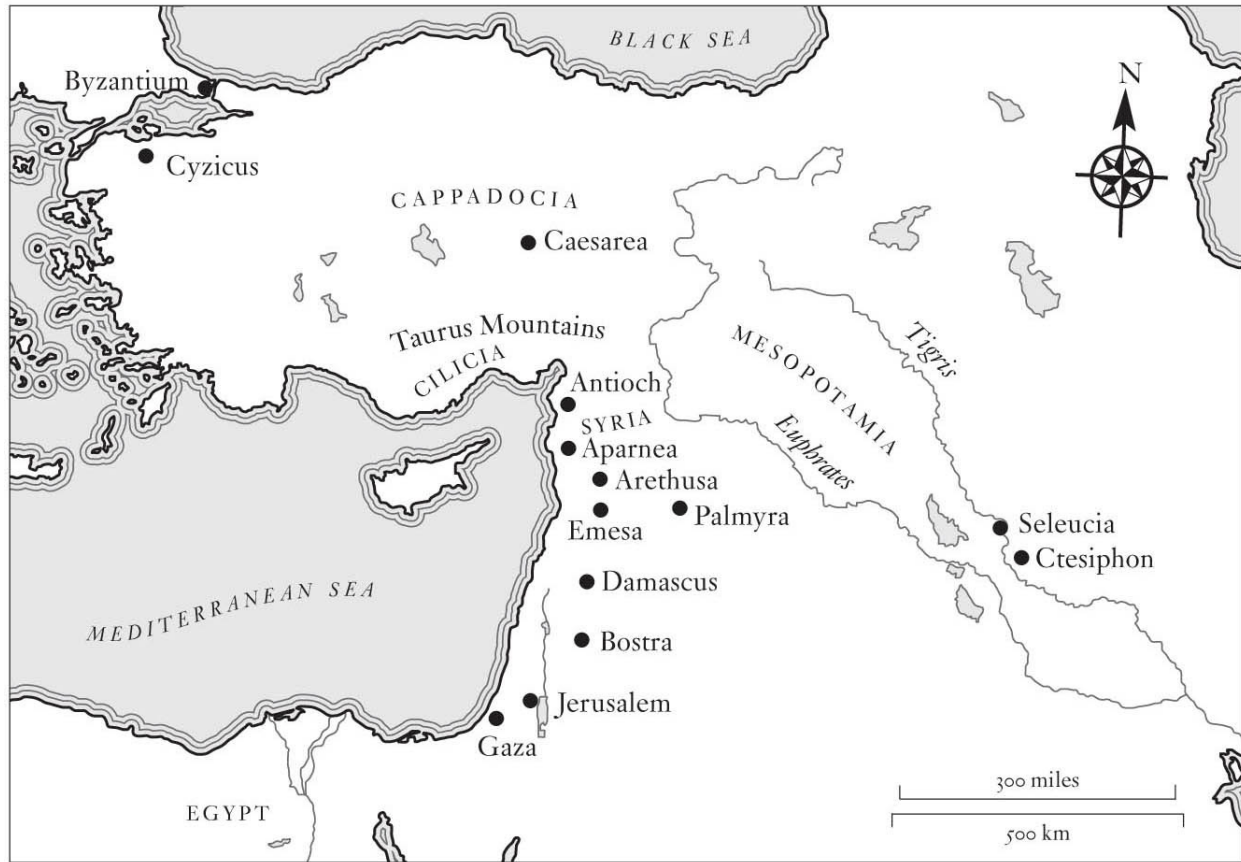 BLACK SEA
Byzantium
N
Cyzicus
CAPPADOCIA
Caesarea
Taurus Mountains
CILICIA
Tigris
MESOPOTAMIA
Antioch
SYRIA
Euphrates
Aparnea
Arethusa
Palmyra
Emesa
Seleucia
Ctesiphon
Damascus
MEDITERRANEAN SEA
Bostra
Jerusalem
Gaza
EGYPT
300 miles
500 km